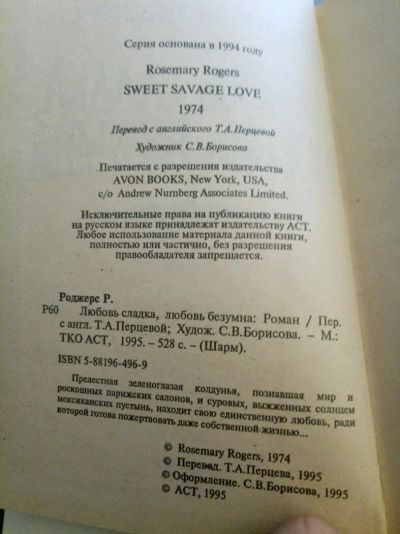 Серия основана в 1994 году
Rosemary Rogers
SWEET SAVAGE LOVE
1974
Перевод с английского Т.А.Перцевой
Художник С.В.Борисова
Печатается с разрешения издательства
AVON BOOKS, New York, USA,
c/o Andrew Nurnberg Associates Limited.
Исключительные права на публикацию книги
на русском языке принадлежат издательству АСТ.
Любое использование материала данной книги,
полностью или частично, без разрешения
правообладателя запрещается.
Роджерс Р.
Р60 Любовь сладка, любовь безумна: Роман / Пер.
с англ. Т.А.Перцевой; Худож. С.В.Борисова. – М.:
ТКО АСТ, 1995. – 528 с. – (Шарм).
ISBN 5-88196-496-9
Прелестная зеленоглазая колдунья, познавшая мир и
роскошных парижских салонов, и суровых, выжженных солнцем
мексиканских пустынь, находит свою единственную любовь, ради
которой готова пожертвовать даже собственной жизнью...
© Rosemary Rogers, 1974
© Перевод. Т.А.Перцева, 1995
© Оформление. С.В.Борисова, 1995
© АСТ, 1995